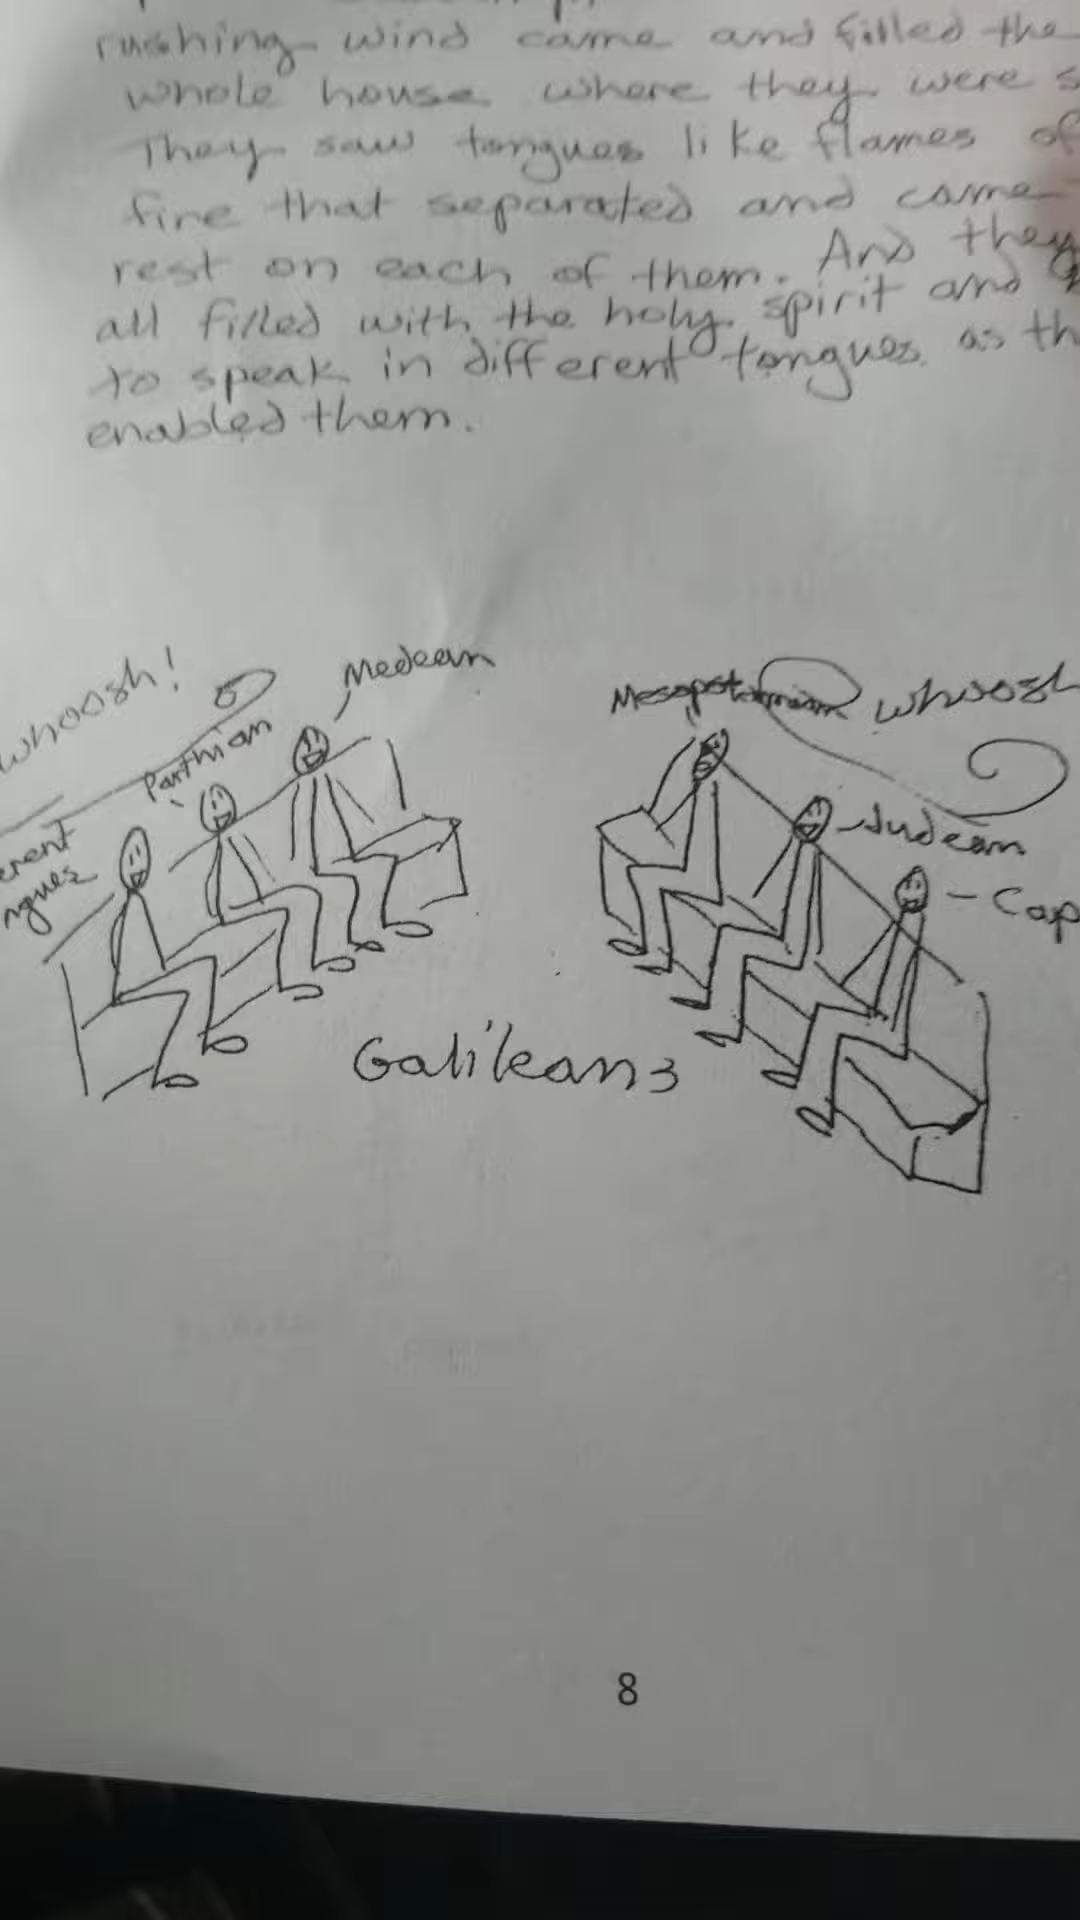 rushing wind came and filled the
whole house where they were s
They saw tongues like flames of
fire that separated and came
rest on each of them. And they
all filled with the holy spirit and
to speak in different tongues as th
enabled them.
whoosh!
Parthian
Medean
Mesopotamian
whoosh
erent
ngues
Judean
Cap
Galileans
8